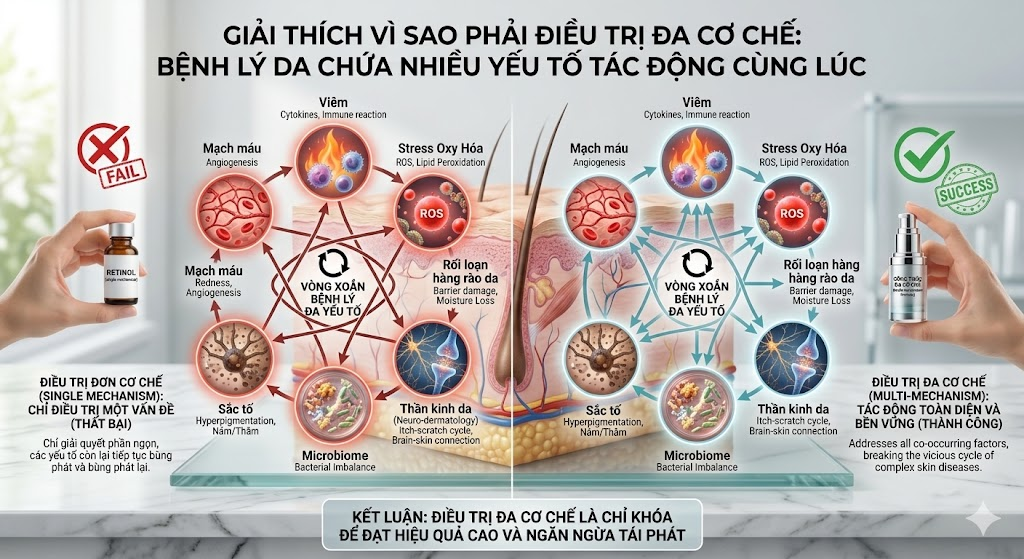 GIẢI THÍCH VÌ SAO PHẢI ĐIỀU TRỊ ĐA CƠ CHẾ:
BỆNH LÝ DA CHỨA NHIỀU YẾU TỐ TÁC ĐỘNG CÙNG LÚC
FAIL
RETINOL
ĐIỀU TRỊ ĐƠN CƠ CHẾ
(SINGLE MECHANISM):
CHỈ ĐIỀU TRỊ MỘT VẤN ĐỀ
(THẤT BẠI)
Chỉ giải quyết phần ngọn,
các yếu tố còn lại tiếp tục bùng
phát và bùng phát lại.
Viêm
Cytokines, Immune reaction
Mạch máu
Angiogenesis
Stress Oxy Hóa
ROS, Lipid Peroxidation
ROS
Mạch máu
Redness,
Angiogenesis
VÒNG XOẮN
BỆNH LÝ
ĐA YẾU TỐ
Rối loạn
hàng rào da
Barrier damage,
Moisture Loss
Sắc tố
Hyperpigmentation,
Nám/Thâm
Thần kinh da
(Neuro-dermatology)
Itch-scratch cycle,
Brain-skin connection
Microbiome
Bacterial Imbalance
Viêm
Cytokines, Immune reaction
Mạch máu
Angiogenesis
Stress Oxy Hóa
ROS, Lipid Peroxidation
ROS
VÒNG XOẮN
BỆNH LÝ
ĐA YẾU TỐ
Rối loạn
hàng rào da
Barrier damage,
Moisture Loss
Sắc tố
Hyperpigmentation,
Nám/Thâm
Thần kinh da
Itch-scratch cycle,
Brain-skin connection
Microbiome
Bacterial Imbalance
SUCCESS
ĐA CƠ CHẾ
ĐIỀU TRỊ ĐA CƠ CHẾ
(MULTI-MECHANISM):
TÁC ĐỘNG TOÀN DIỆN VÀ
BỀN VỮNG (THÀNH CÔNG)
Addresses all co-occurring factors,
breaking the vicious cycle of
complex skin diseases.
KẾT LUẬN: ĐIỀU TRỊ ĐA CƠ CHẾ LÀ CHỈ KHÓA
ĐỂ ĐẠT HIỆU QUẢ CAO VÀ NGĂN NGỪA TÁI PHÁT